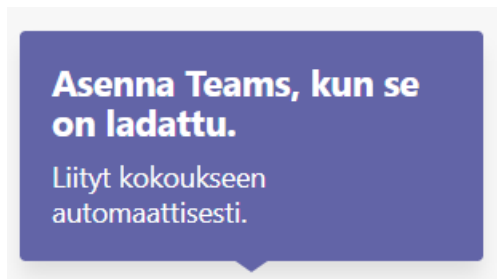 Asenna Teams, kun se
on ladattu.
Liityt kokoukseen
automaattisesti.